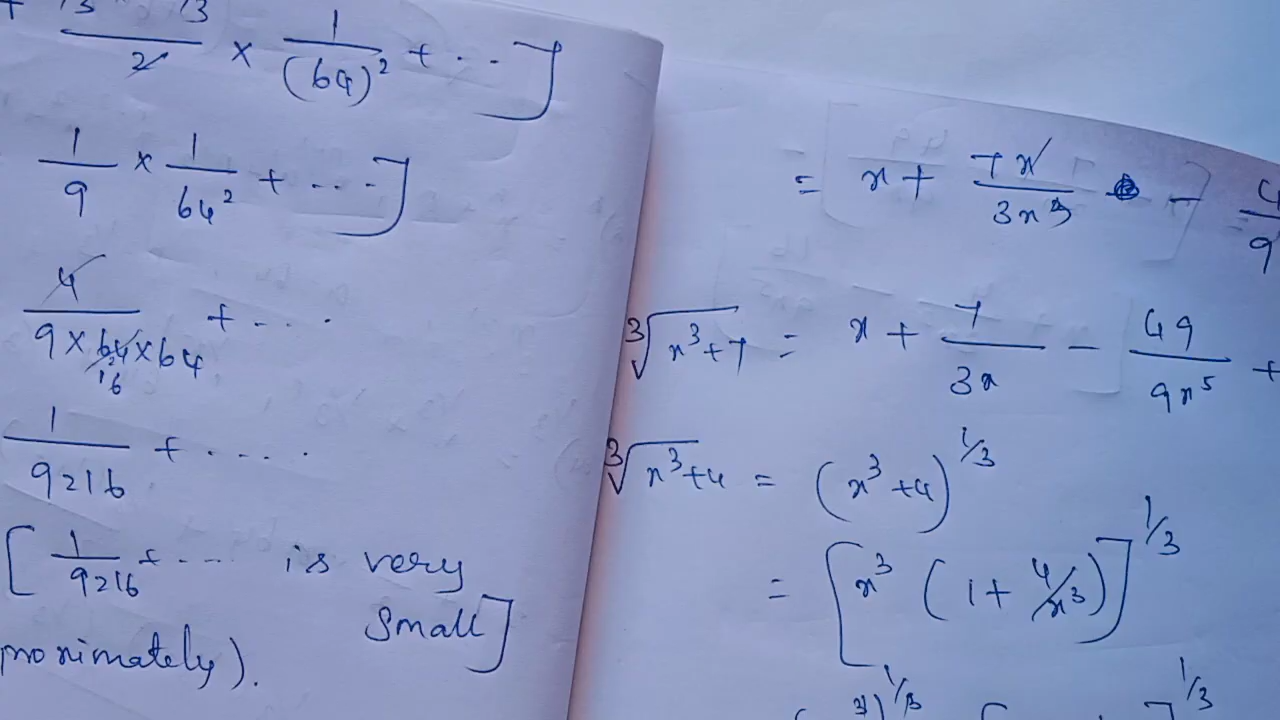 /2 × 1/(64)² + ... ]
1/9 × 1/64² + ... ]
4/(9 × 64 × 64) + ....
16
1/9216 + .....
[ 1/9216 + ... is very
small ]
proximately).
= x + 7x/3x³ -
∛(x³+7) = x + 7/3x - 49/9x⁵ +
∛(x³+4) = (x³+4)^1/3
= [x³ (1 + 4/x³)]^1/3